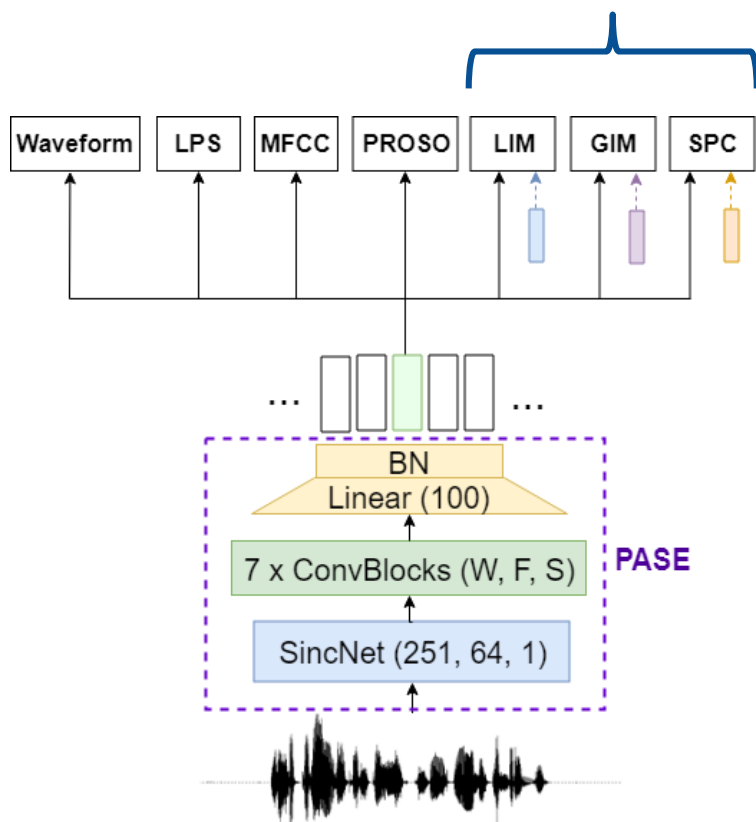 Waveform
LPS
MFCC
PROSO
LIM
GIM
SPC
... ...
BN
Linear (100)
7 x ConvBlocks (W, F, S)
PASE
SincNet (251, 64, 1)